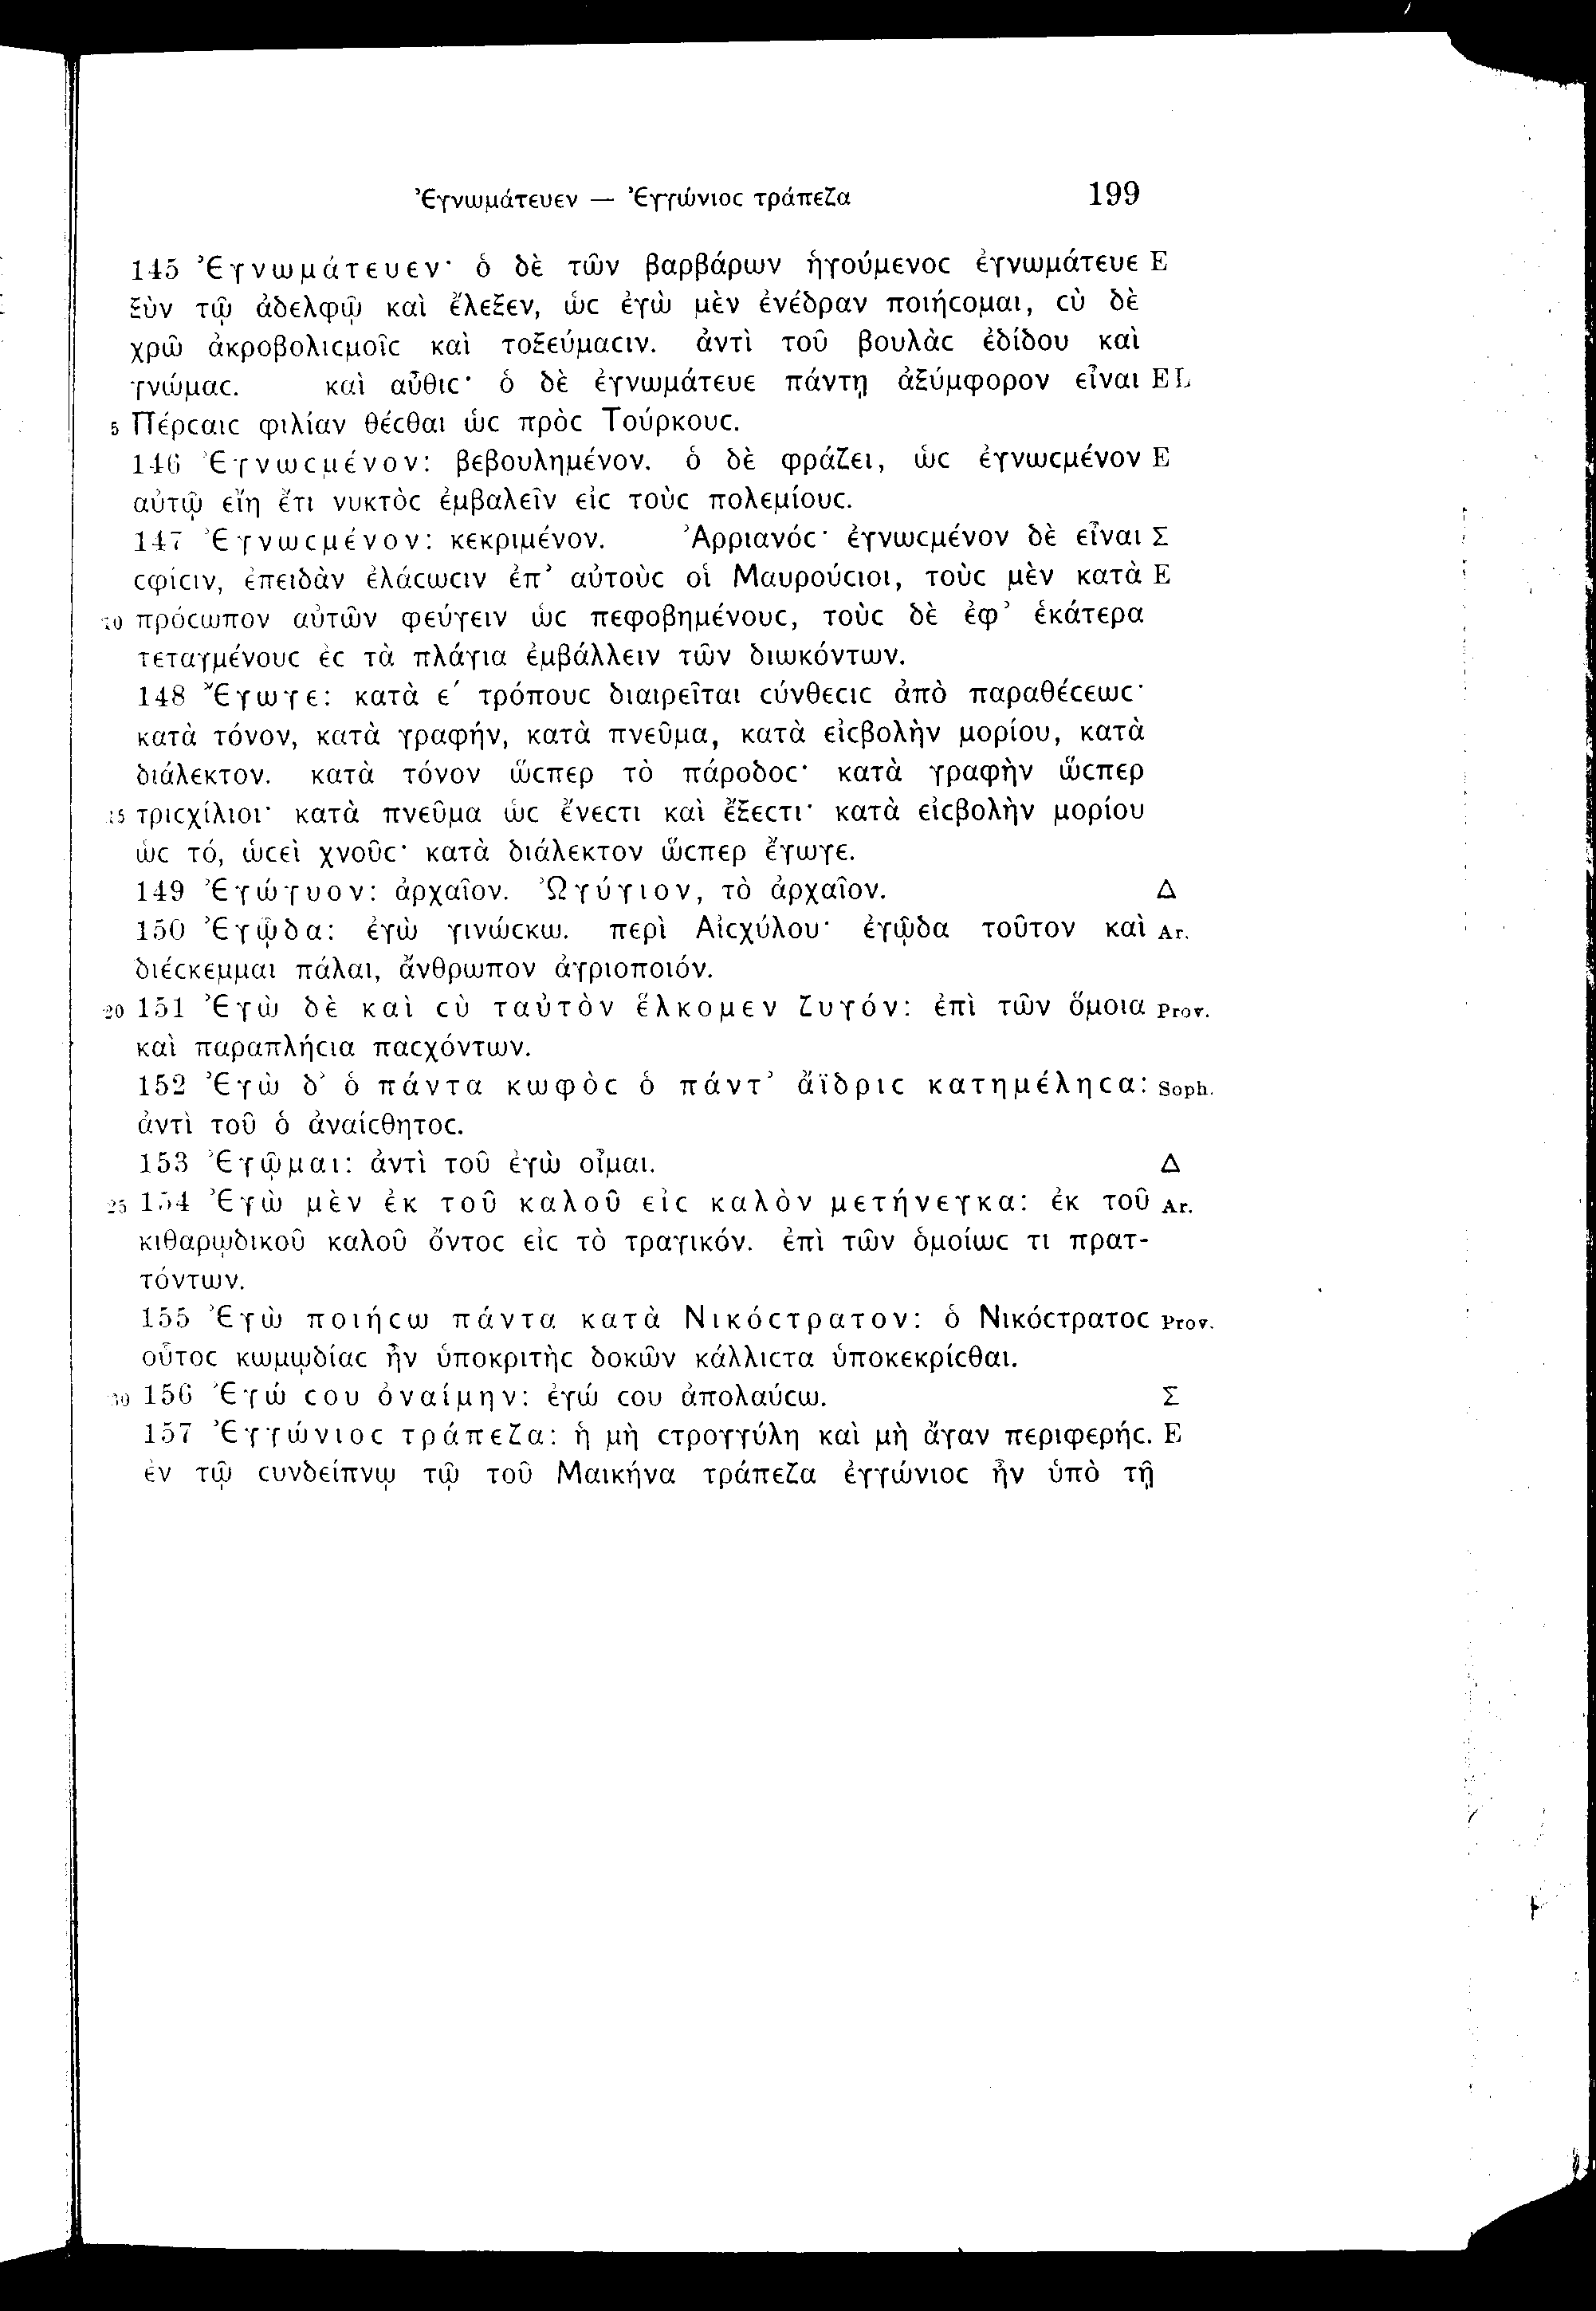 Ἐγνωμάτευεν — Ἐγγώνιοϲ τράπεζα 199
145 Ἐγνωμάτευεν· ὁ δὲ τῶν βαρβάρων ἡγούμενοϲ ἐγνωμάτευε E
ξὺν τῷ ἀδελφῷ καὶ ἔλεξεν, ὡϲ ἐγὼ μὲν ἐνέδραν ποιήϲομαι, ϲὺ δὲ
χρῶ ἀκροβολιϲμοῖϲ καὶ τοξεύμαϲιν. ἀντὶ τοῦ βουλὰϲ ἐδίδου καὶ
γνώμαϲ. καὶ αὖθιϲ· ὁ δὲ ἐγνωμάτευε πάντῃ ἀξύμφορον εἶναι EL
5 Πέρϲαιϲ φιλίαν θέϲθαι ὡϲ πρὸϲ Τούρκουϲ.
146 Ἐγνωϲμένον: βεβουλημένον. ὁ δὲ φράζει, ὡϲ ἐγνωϲμένον E
αὐτῷ εἴη ἔτι νυκτὸϲ ἐμβαλεῖν εἰϲ τοὺϲ πολεμίουϲ.
147 Ἐγνωϲμένον: κεκριμένον. Ἀρριανόϲ· ἐγνωϲμένον δὲ εἶναι Σ
ϲφίϲιν, ἐπειδὰν ἐλάϲωϲιν ἐπ’ αὐτοὺϲ οἱ Μαυρούϲιοι, τοὺϲ μὲν κατὰ E
10 πρόϲωπον αὐτῶν φεύγειν ὡϲ πεφοβημένουϲ, τοὺϲ δὲ ἐφ’ ἑκάτερα
τεταγμένουϲ ἐϲ τὰ πλάγια ἐμβάλλειν τῶν διωκόντων.
148 Ἔγωγε: κατὰ ε´ τρόπουϲ διαιρεῖται ϲύνθεϲιϲ ἀπὸ παραθέϲεωϲ·
κατὰ τόνον, κατὰ γραφήν, κατὰ πνεῦμα, κατὰ εἰϲβολὴν μορίου, κατὰ
διάλεκτον. κατὰ τόνον ὥϲπερ τὸ πάροδοϲ· κατὰ γραφὴν ὥϲπερ
15 τριϲχίλιοι· κατὰ πνεῦμα ὡϲ ἔνεϲτι καὶ ἔξεϲτι· κατὰ εἰϲβολὴν μορίου
ὡϲ τό, ὡϲεὶ χνοῦϲ· κατὰ διάλεκτον ὥϲπερ ἔγωγε.
149 Ἐγώγυον: ἀρχαῖον. Ὠγύγιον, τὸ ἀρχαῖον. Δ
150 Ἐγᾦδα: ἐγὼ γινώϲκω. περὶ Αἰϲχύλου· ἐγᾦδα τοῦτον καὶ Ar.
διέϲκεμμαι πάλαι, ἄνθρωπον ἀγριοποιόν.
20 151 Ἐγὼ δὲ καὶ ϲὺ ταὐτὸν ἕλκομεν ζυγόν: ἐπὶ τῶν ὅμοια Prov.
καὶ παραπλήϲια παϲχόντων.
152 Ἐγὼ δ’ ὁ πάντα κωφὸϲ ὁ πάντ’ ἄϊδριϲ κατημέληϲα: Soph.
ἀντὶ τοῦ ὁ ἀναίϲθητοϲ.
153 Ἐγᾦμαι: ἀντὶ τοῦ ἐγὼ οἶμαι. Δ
25 154 Ἐγὼ μὲν ἐκ τοῦ καλοῦ εἰϲ καλὸν μετήνεγκα: ἐκ τοῦ Ar.
κιθαρῳδικοῦ καλοῦ ὄντοϲ εἰϲ τὸ τραγικόν. ἐπὶ τῶν ὁμοίωϲ τι πρατ-
τόντων.
155 Ἐγὼ ποιήϲω πάντα κατὰ Νικόϲτρατον: ὁ Νικόϲτρατοϲ Prov.
οὗτοϲ κωμῳδίαϲ ἦν ὑποκριτὴϲ δοκῶν κάλλιϲτα ὑποκεκρίϲθαι.
30 156 Ἐγώ ϲου ὀναίμην: ἐγώ ϲου ἀπολαύϲω. Σ
157 Ἐγγώνιοϲ τράπεζα: ἡ μὴ ϲτρογγύλη καὶ μὴ ἄγαν περιφερήϲ. E
ἐν τῷ ϲυνδείπνῳ τῷ τοῦ Μαικήνα τράπεζα ἐγγώνιοϲ ἦν ὑπὸ τῇ